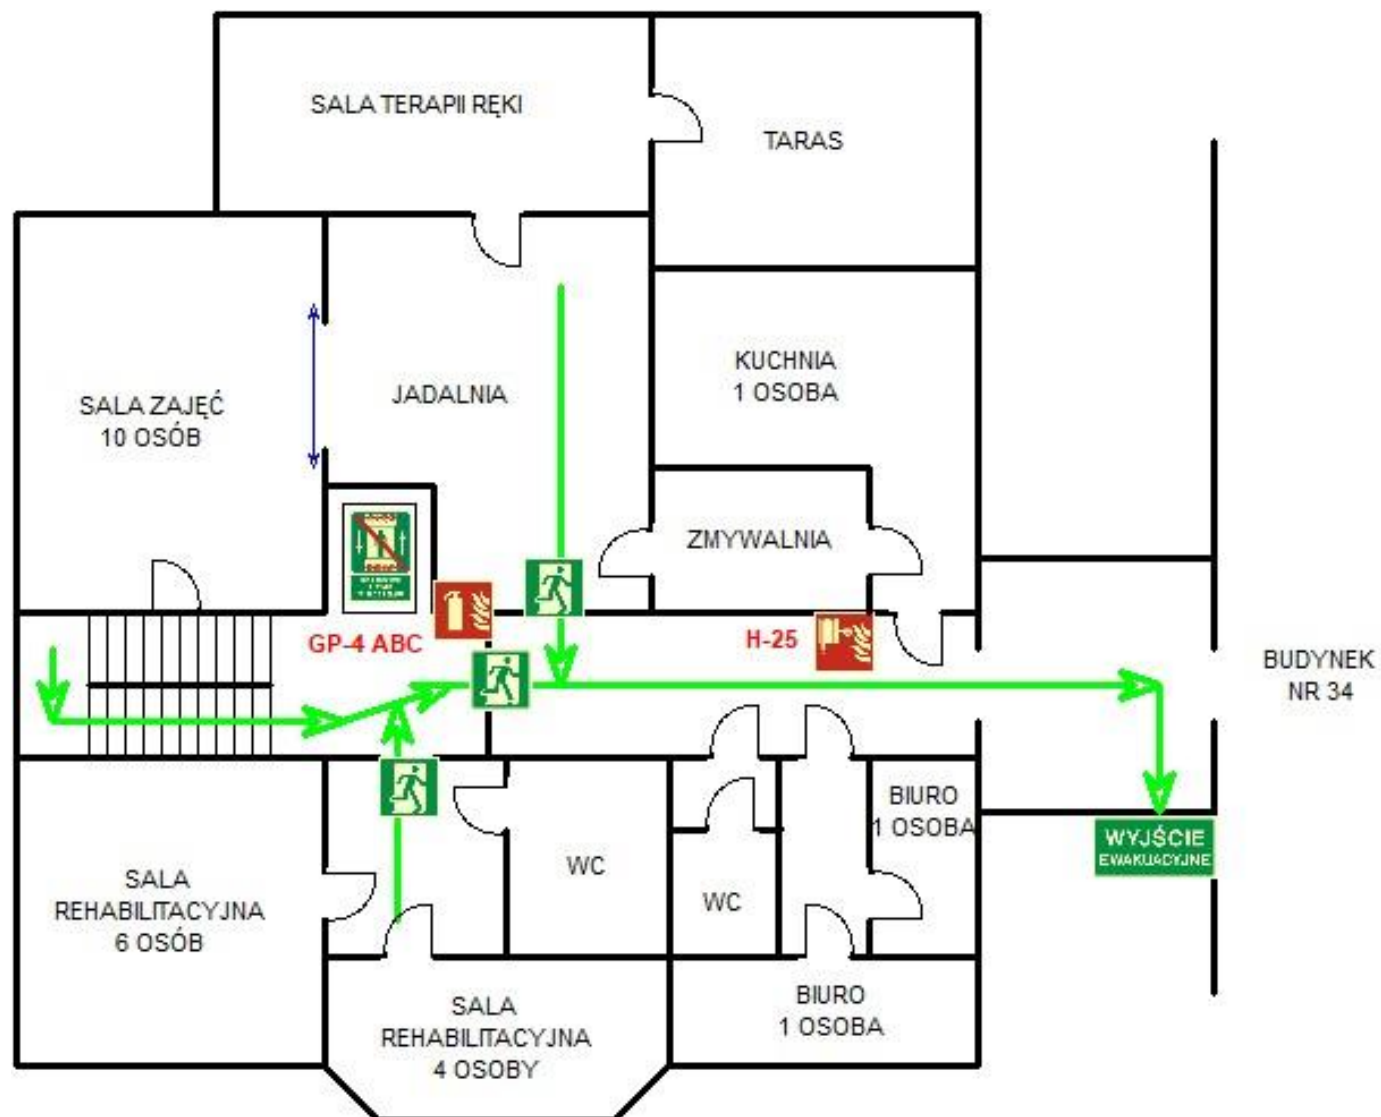 SALA TERAPII RĘKI
TARAS
KUCHNIA
1 OSOBA
JADALNIA
SALA ZAJĘĆ
10 OSÓB
ZMYWALNIA
GP-4 ABC
H-25
BUDYNEK
NR 34
BIURO
1 OSOBA
WYJŚCIE
EWAKUACYJNE
WC
SALA
REHABILITACYJNA
6 OSÓB
WC
BIURO
1 OSOBA
SALA
REHABILITACYJNA
4 OSOBY